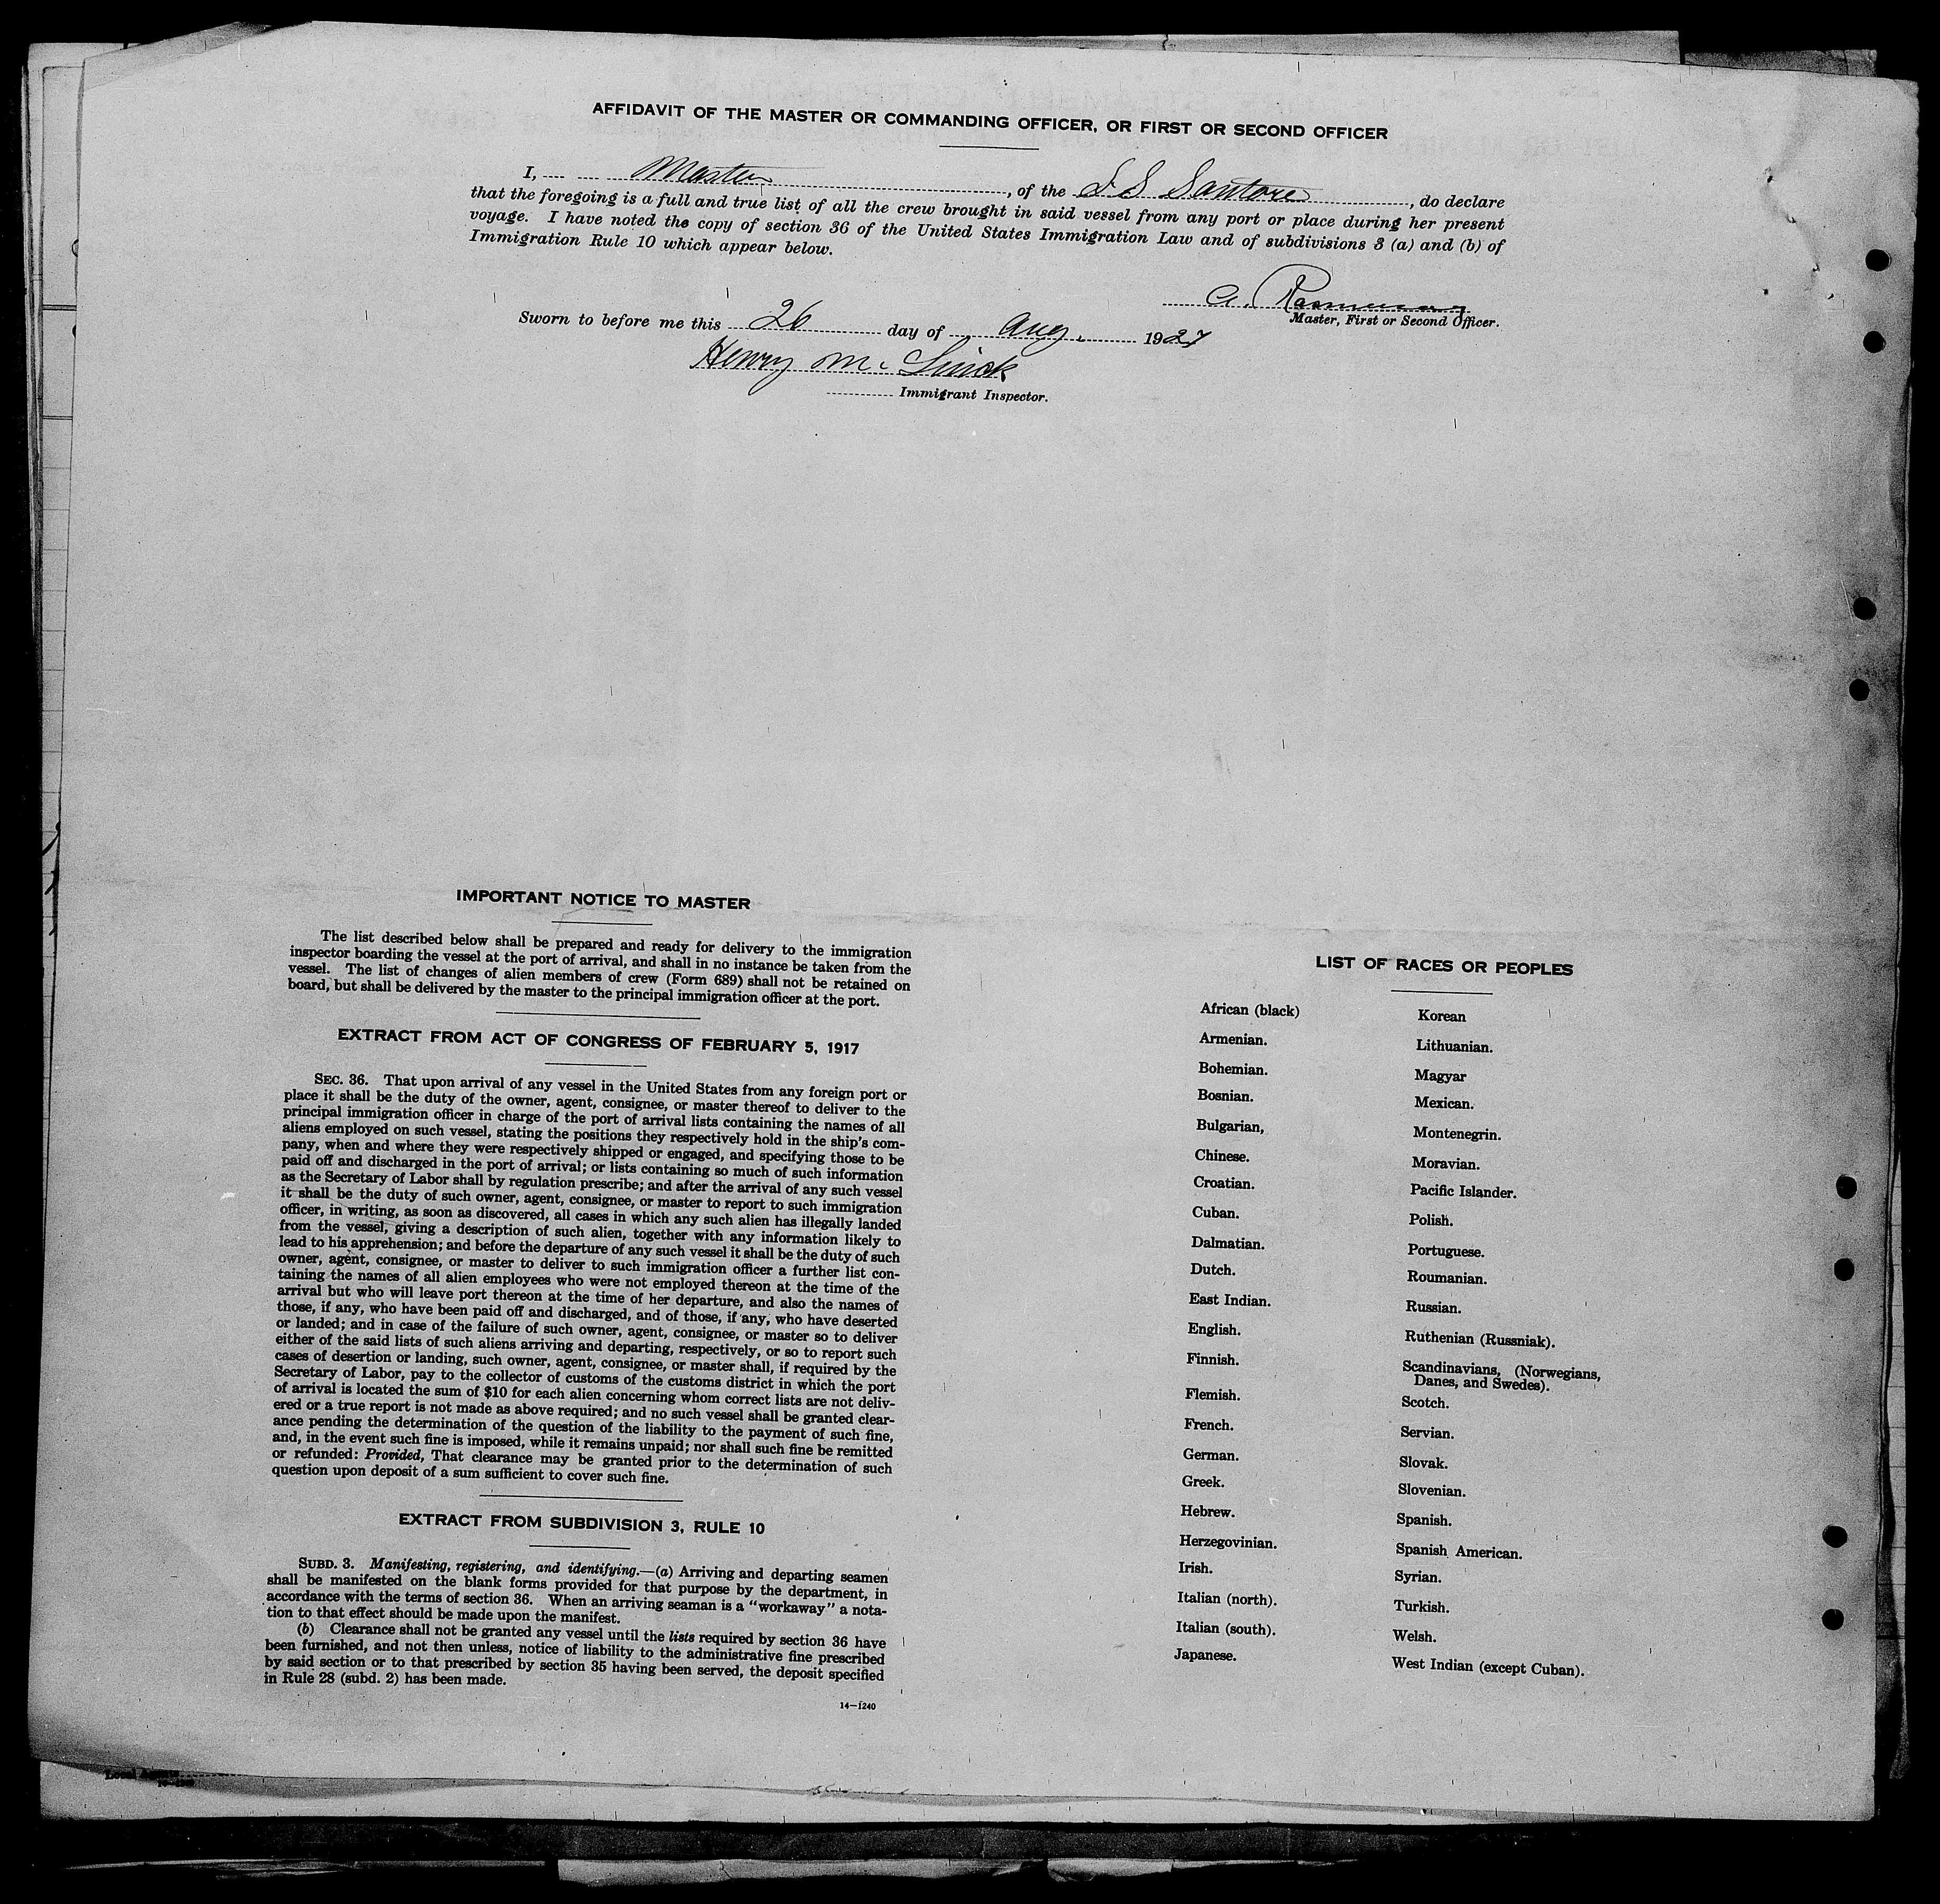 AFFIDAVIT OF THE MASTER OR COMMANDING OFFICER, OR FIRST OR SECOND OFFICER
I, Master, of the S. S. Santore, do declare
that the foregoing is a full and true list of all the crew brought in said vessel from any port or place during her present
voyage. I have noted the copy of section 36 of the United States Immigration Law and of subdivisions 3 (a) and (b) of
Immigration Rule 10 which appear below.
A. Rasmussen
Master, First or Second Officer.
Sworn to before me this 26 day of Aug. 1927
Henry Mc
Immigrant Inspector.
IMPORTANT NOTICE TO MASTER
The list described below shall be prepared and ready for delivery to the immigration
inspector boarding the vessel at the port of arrival, and shall in no instance be taken from the
vessel. The list of changes of alien members of crew (Form 689) shall not be retained on
board, but shall be delivered by the master to the principal immigration officer at the port.
EXTRACT FROM ACT OF CONGRESS OF FEBRUARY 5, 1917
SEC. 36. That upon arrival of any vessel in the United States from any foreign port or
place it shall be the duty of the owner, agent, consignee, or master thereof to deliver to the
principal immigration officer in charge of the port of arrival lists containing the names of all
aliens employed on such vessel, stating the positions they respectively hold in the ship's com-
pany, when and where they were respectively shipped or engaged, and specifying those to be
paid off and discharged in the port of arrival; or lists containing so much of such information
as the Secretary of Labor shall by regulation prescribe; and after the arrival of any such vessel
it shall be the duty of such owner, agent, consignee, or master to report to such immigration
officer, in writing, as soon as discovered, all cases in which any such alien has illegally landed
from the vessel, giving a description of such alien, together with any information likely to
lead to his apprehension; and before the departure of any such vessel it shall be the duty of such
owner, agent, consignee, or master to deliver to such immigration officer a further list con-
taining the names of all alien employees who were not employed thereon at the time of the
arrival but who will leave port thereon at the time of her departure, and also the names of
those, if any, who have been paid off and discharged, and of those, if any, who have deserted
or landed; and in case of the failure of such owner, agent, consignee, or master so to deliver
either of the said lists of such aliens arriving and departing, respectively, or so to report such
cases of desertion or landing, such owner, agent, consignee, or master shall, if required by the
Secretary of Labor, pay to the collector of customs of the customs district in which the port
of arrival is located the sum of $10 for each alien concerning whom correct lists are not deliv-
ered or a true report is not made as above required; and no such vessel shall be granted clear-
ance pending the determination of the question of the liability to the payment of such fine,
and, in the event such fine is imposed, while it remains unpaid; nor shall such fine be remitted
or refunded: Provided, That clearance may be granted prior to the determination of such
question upon deposit of a sum sufficient to cover such fine.
EXTRACT FROM SUBDIVISION 3, RULE 10
SUBD. 3. Manifesting, registering, and identifying.—(a) Arriving and departing seamen
shall be manifested on the blank forms provided for that purpose by the department, in
accordance with the terms of section 36. When an arriving seaman is a "workaway" a nota-
tion to that effect should be made upon the manifest.
(b) Clearance shall not be granted any vessel until the lists required by section 36 have
been furnished, and not then unless, notice of liability to the administrative fine prescribed
by said section or to that prescribed by section 35 having been served, the deposit specified
in Rule 28 (subd. 2) has been made.
14—1240
LIST OF RACES OR PEOPLES
African (black)
Armenian.
Bohemian.
Bosnian.
Bulgarian,
Chinese.
Croatian.
Cuban.
Dalmatian.
Dutch.
East Indian.
English.
Finnish.
Flemish.
French.
German.
Greek.
Hebrew.
Herzegovinian.
Irish.
Italian (north).
Italian (south).
Japanese.
Korean
Lithuanian.
Magyar
Mexican.
Montenegrin.
Moravian.
Pacific Islander.
Polish.
Portuguese.
Roumanian.
Russian.
Ruthenian (Russniak).
Scandinavians, (Norwegians,
Danes, and Swedes).
Scotch.
Servian.
Slovak.
Slovenian.
Spanish.
Spanish American.
Syrian.
Turkish.
Welsh.
West Indian (except Cuban).